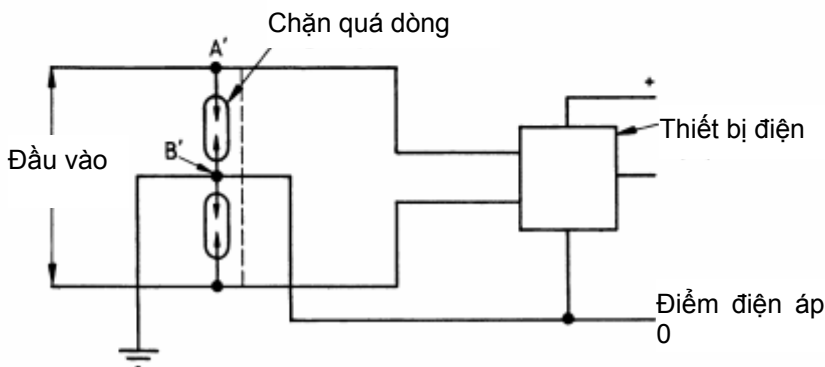 Chặn quá dòng
A'
+
Thiết bị điện
B'
Đầu vào
Điểm điện áp
0